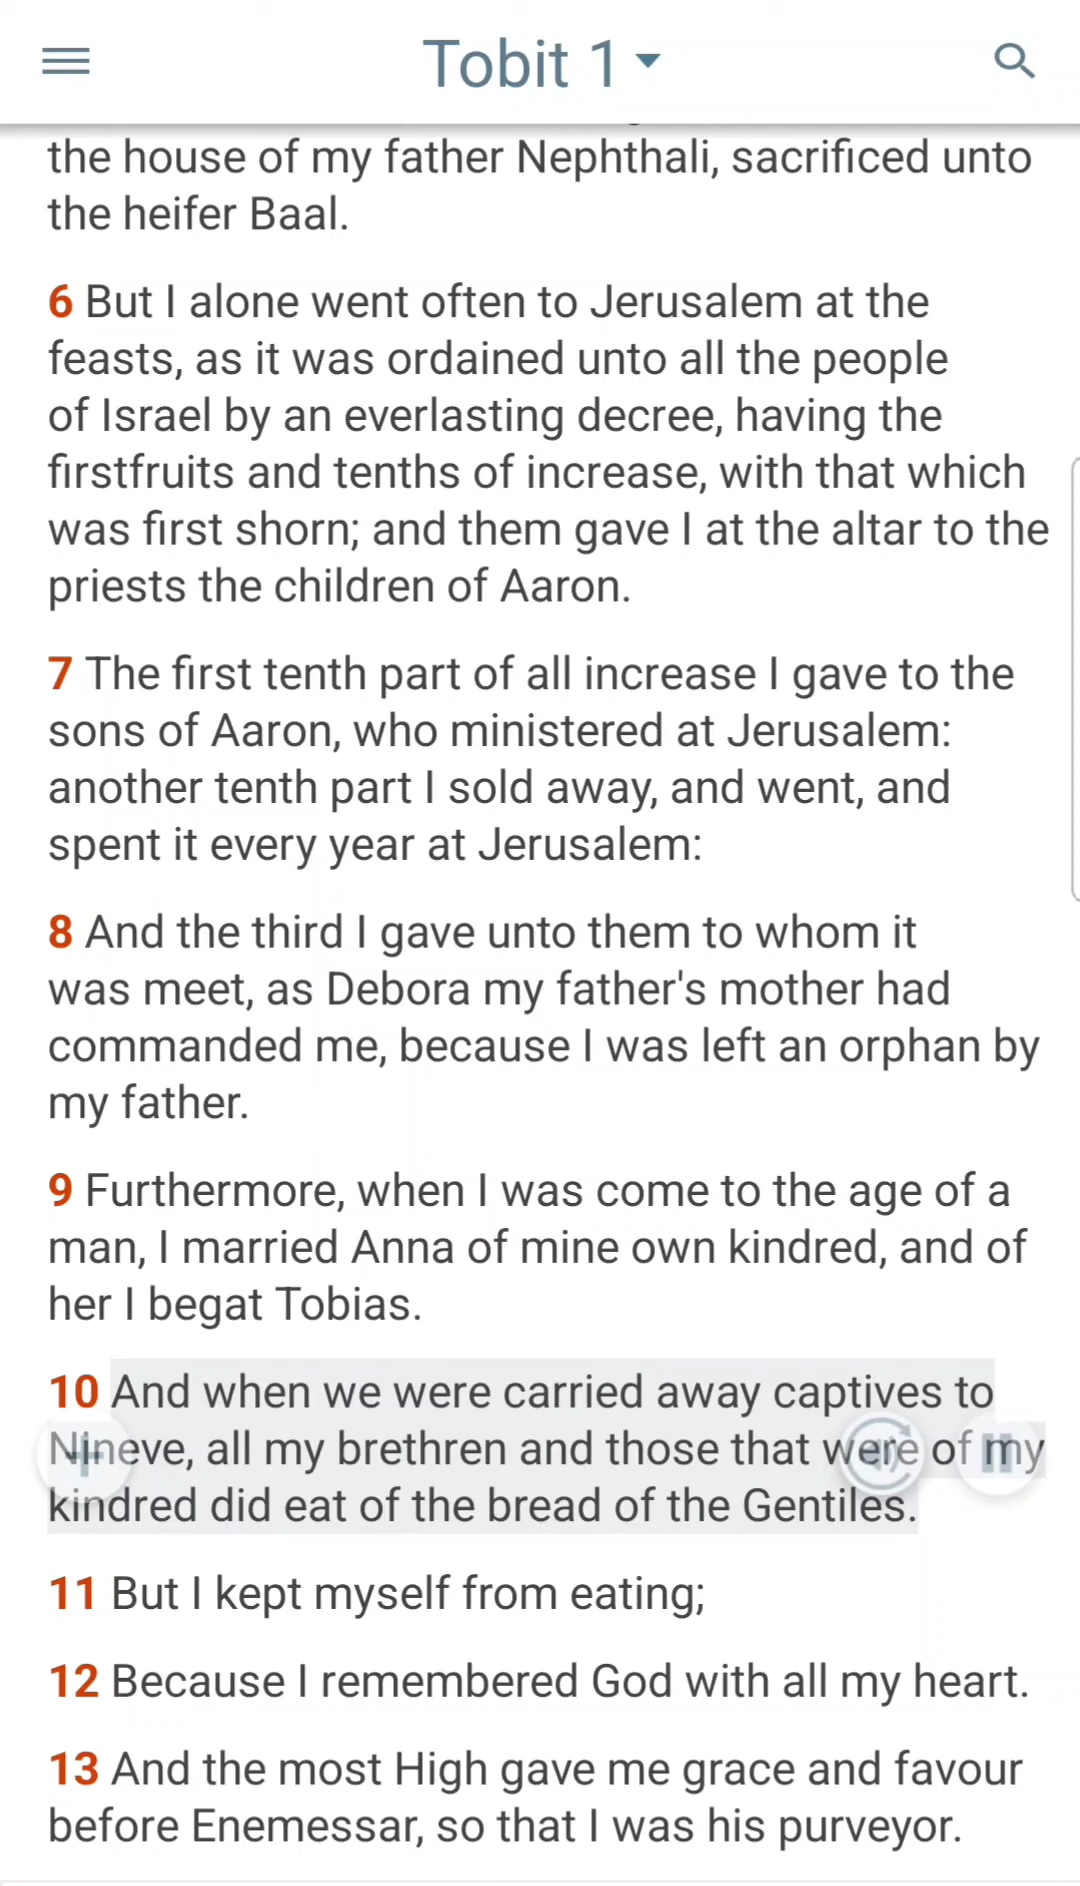 Tobit 1
the house of my father Nephthali, sacrificed unto
the heifer Baal.
6 But I alone went often to Jerusalem at the
feasts, as it was ordained unto all the people
of Israel by an everlasting decree, having the
firstfruits and tenths of increase, with that which
was first shorn; and them gave I at the altar to the
priests the children of Aaron.
7 The first tenth part of all increase I gave to the
sons of Aaron, who ministered at Jerusalem:
another tenth part I sold away, and went, and
spent it every year at Jerusalem:
8 And the third I gave unto them to whom it
was meet, as Debora my father's mother had
commanded me, because I was left an orphan by
my father.
9 Furthermore, when I was come to the age of a
man, I married Anna of mine own kindred, and of
her I begat Tobias.
10 And when we were carried away captives to
Nineve, all my brethren and those that were of my
kindred did eat of the bread of the Gentiles.
11 But I kept myself from eating;
12 Because I remembered God with all my heart.
13 And the most High gave me grace and favour
before Enemessar, so that I was his purveyor.